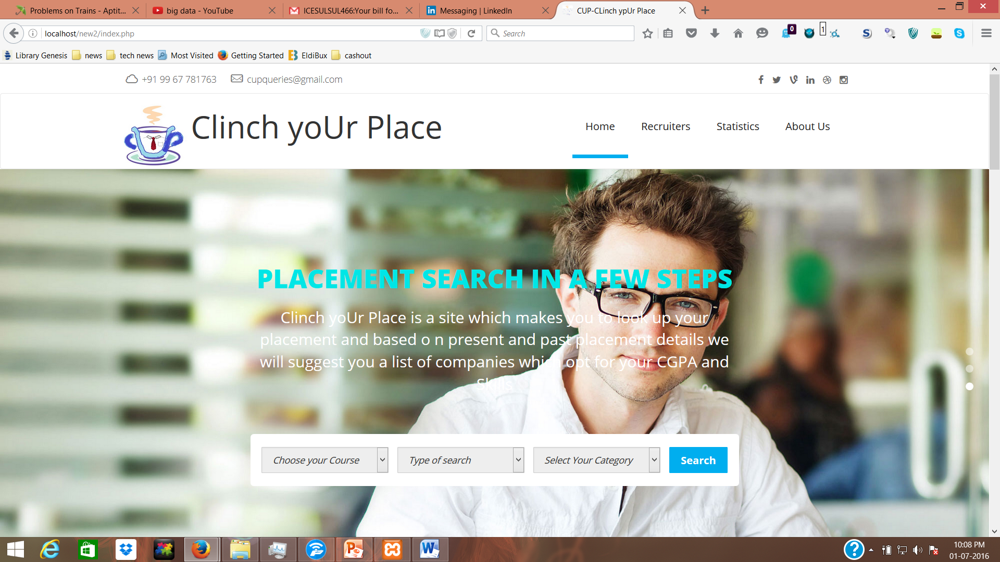 Problems on Trains - Aptit...
big data - YouTube
ICESULSUL466:Your bill fo...
Messaging | LinkedIn
CUP-CLinch ypUr Place
localhost/new2/index.php
Search
0
1
Library Genesis
news
tech news
Most Visited
Getting Started
EldiBux
cashout
+91 99 67 781763
cupqueries@gmail.com
Clinch yoUr Place
Home
Recruiters
Statistics
About Us
PLACEMENT SEARCH IN A FEW STEPS
Clinch yoUr Place is a site which makes you to look up your
placement and based o n present and past placement details we
will suggest you a list of companies which opt for your CGPA and
Skills
Choose your Course
Type of search
Select Your Category
Search
10:08 PM
01-07-2016